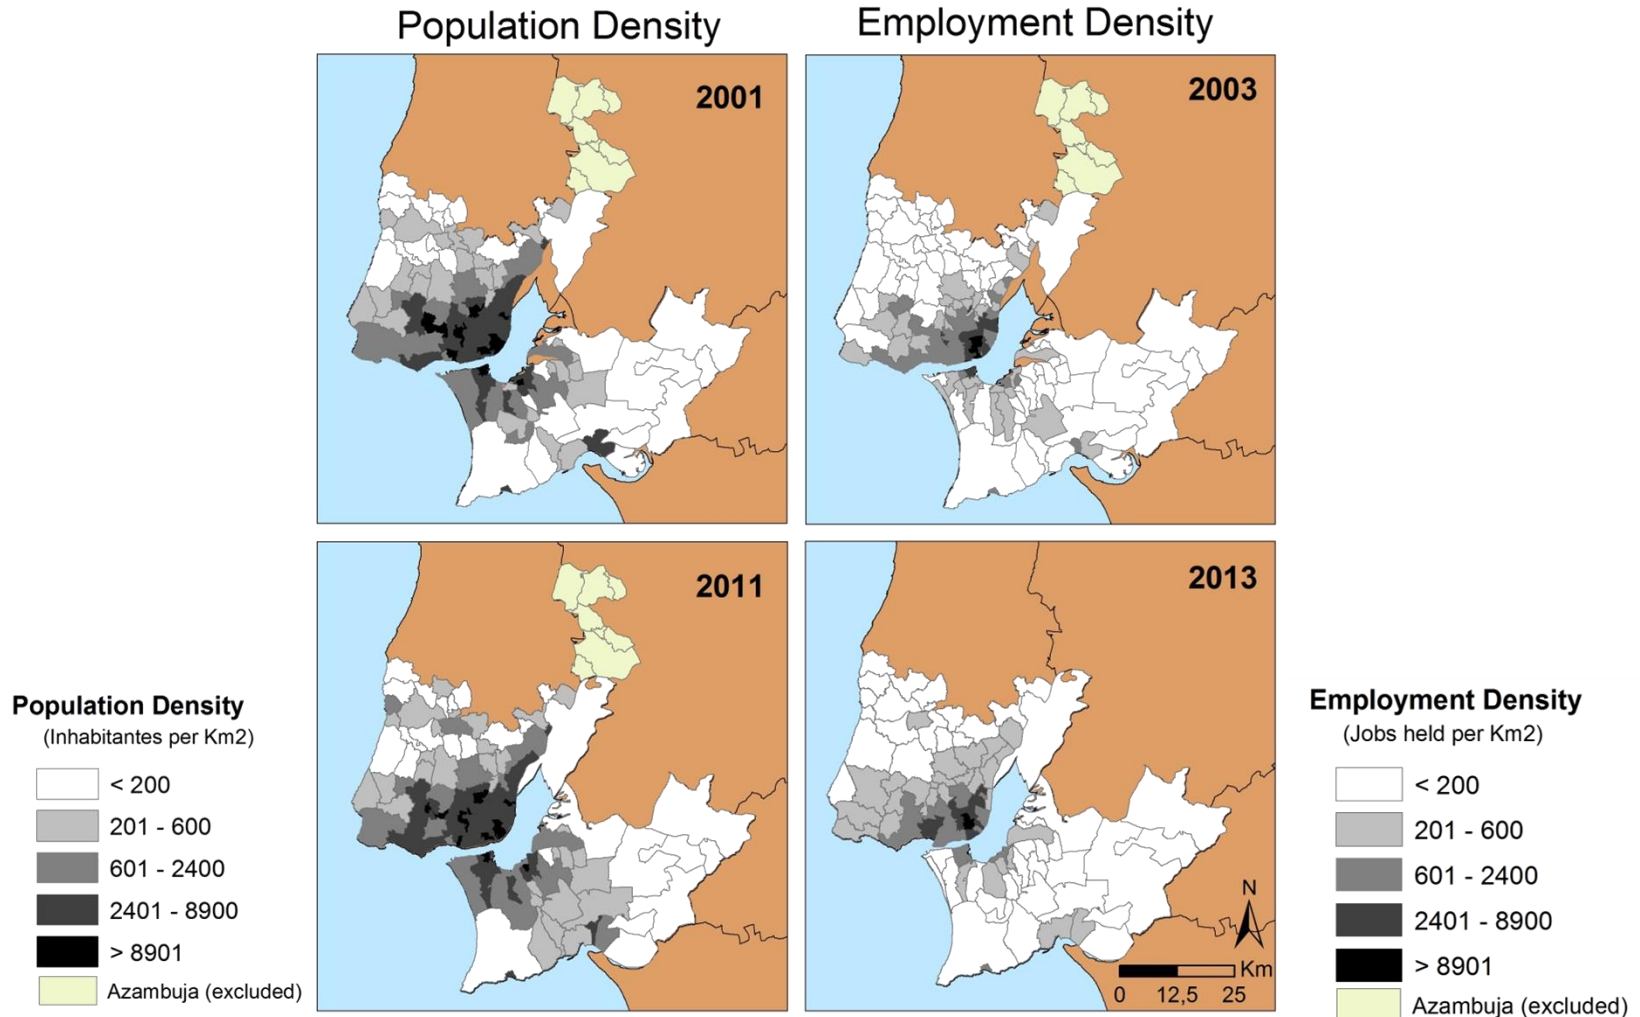 Population Density
Employment Density
2001
2003
2011
2013
Population Density
(Inhabitantes per Km2)
< 200
201 - 600
601 - 2400
2401 - 8900
> 8901
Azambuja (excluded)
N
Km
0 12,5 25
Employment Density
(Jobs held per Km2)
< 200
201 - 600
601 - 2400
2401 - 8900
> 8901
Azambuja (excluded)